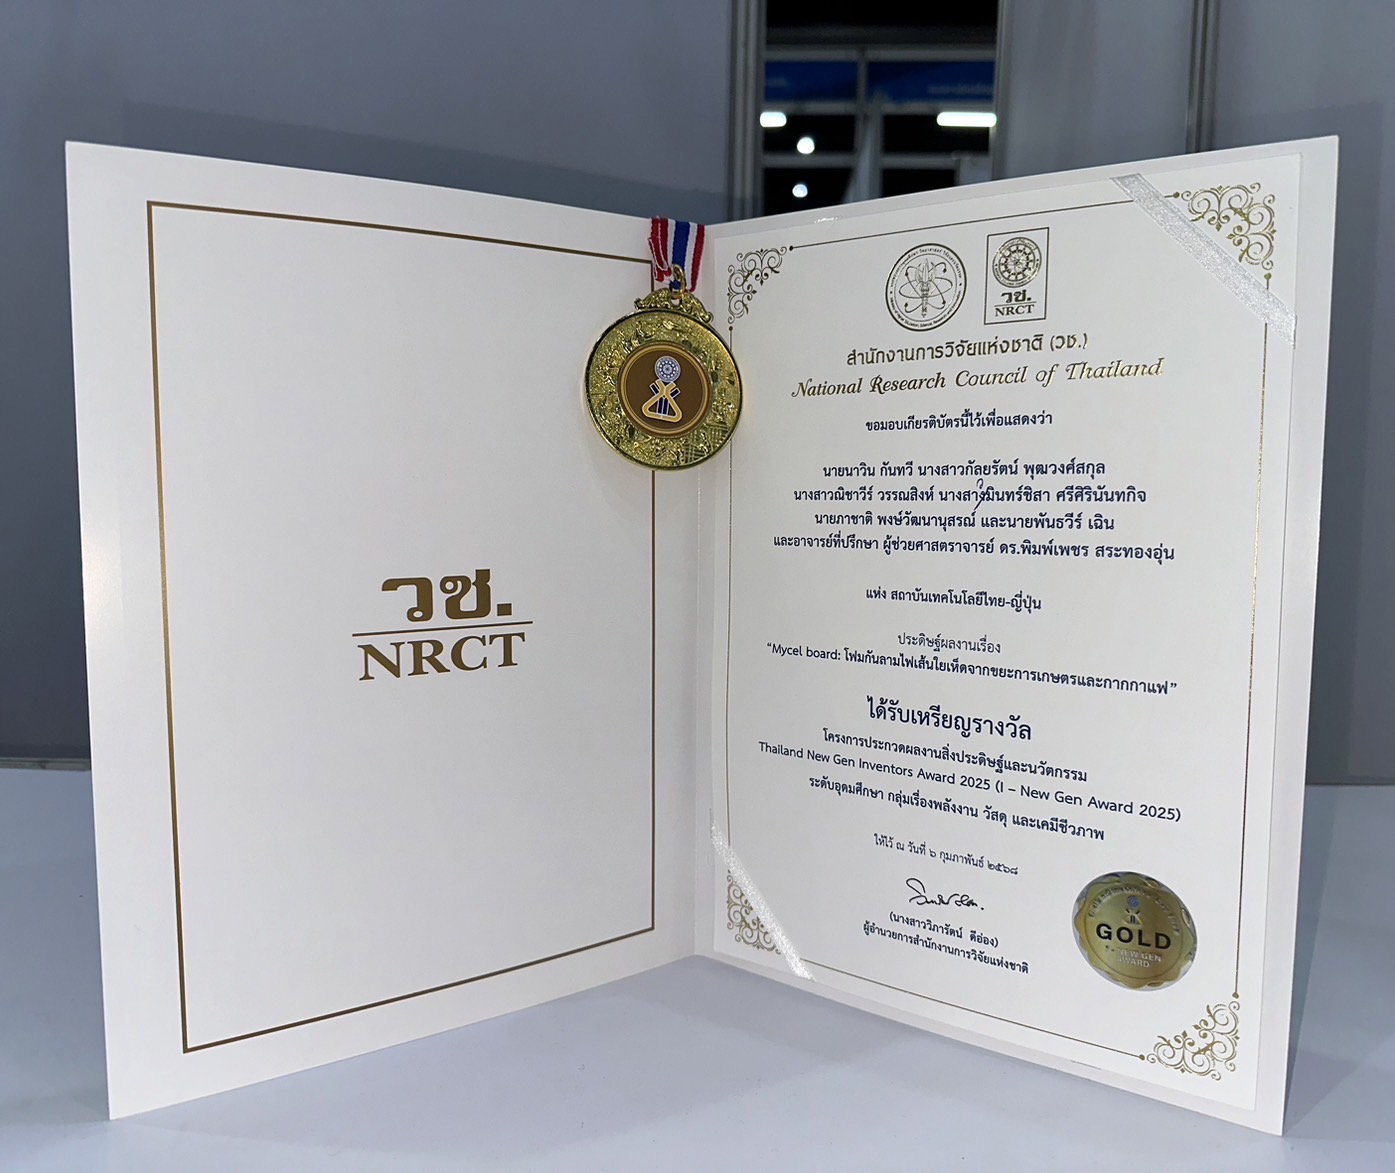 วช.
NRCT
วช.
NRCT
สำนักงานการวิจัยแห่งชาติ (วช.)
National Research Council of Thailand
ขอมอบเกียรติบัตรนี้ไว้เพื่อแสดงว่า
นายนาวิน กันทวี นางสาวกัลยรัตน์ พุฒวงศ์สกุล
นางสาวณิชาวีร์ วรรณสิงห์ นางสาวมินทร์ชิสา ศรีศิรินันทกิจ
นายภาชาติ พงษ์วัฒนานุสรณ์ และนายพันธวีร์ เฉิน
และอาจารย์ที่ปรึกษา ผู้ช่วยศาสตราจารย์ ดร.พิมพ์เพชร สระทองอุ่น
แห่ง สถาบันเทคโนโลยีไทย-ญี่ปุ่น
ประดิษฐ์ผลงานเรื่อง
“Mycel board: โฟมกันลามไฟเส้นใยเห็ดจากขยะการเกษตรและกากกาแฟ”
ได้รับเหรียญรางวัล
โครงการประกวดผลงานสิ่งประดิษฐ์และนวัตกรรม
Thailand New Gen Inventors Award 2025 (I – New Gen Award 2025)
ระดับอุดมศึกษา กลุ่มเรื่องพลังงาน วัสดุ และเคมีชีวภาพ
ให้ไว้ ณ วันที่ ๖ กุมภาพันธ์ ๒๕๖๘
(นางสาววิภารัตน์ ดีอ่อง)
ผู้อำนวยการสำนักงานการวิจัยแห่งชาติ
GOLD
NEW GEN
AWARD